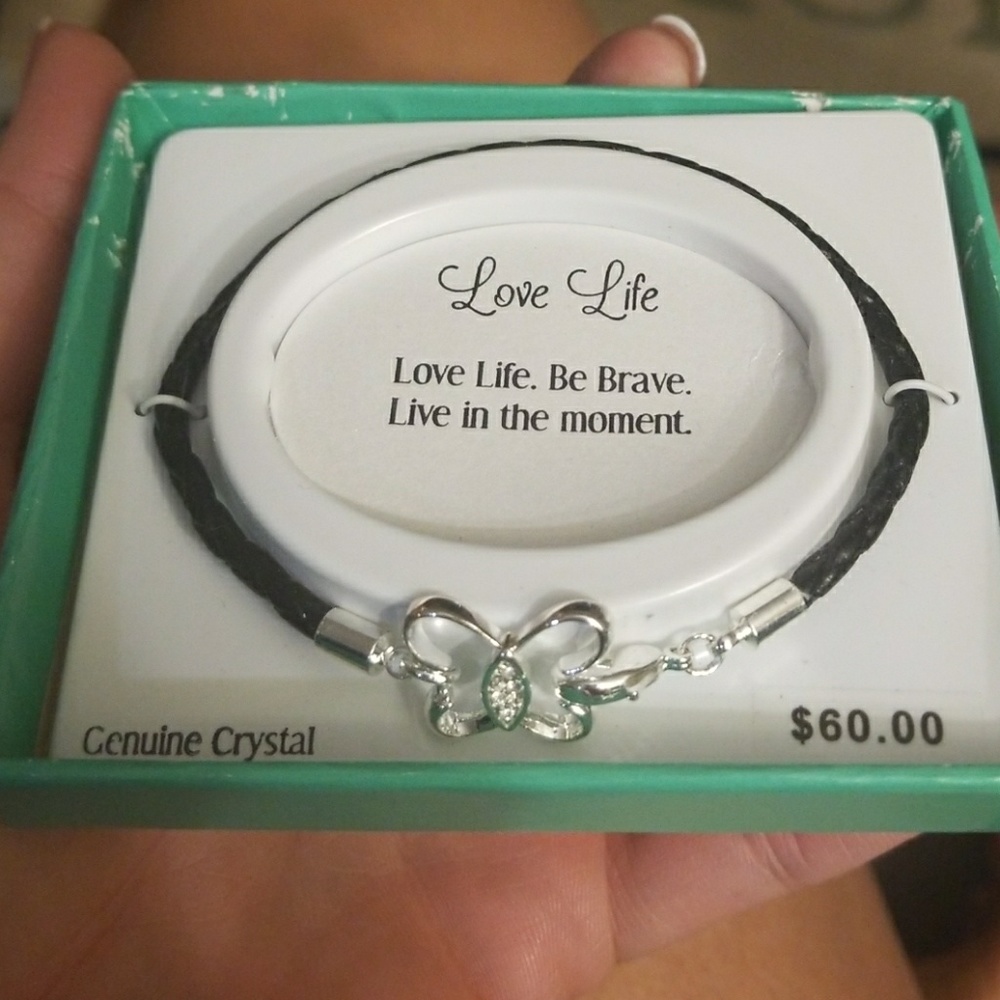 Love Life
Love Life. Be Brave.
Live in the moment.
Genuine Crystal
$60.00